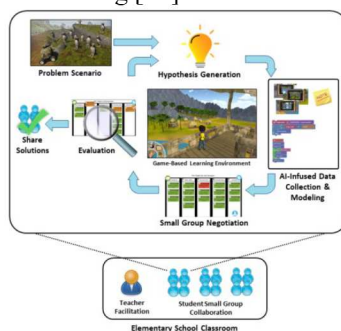 Problem Scenario
Hypothesis Generation
Share
Solutions
Evaluation
Game-Based Learning Environment
AI-Infused Data
Collection &
Modeling
Small Group Negotiation
Teacher
Facilitation
Student Small Group
Collaboration
Elementary School Classroom